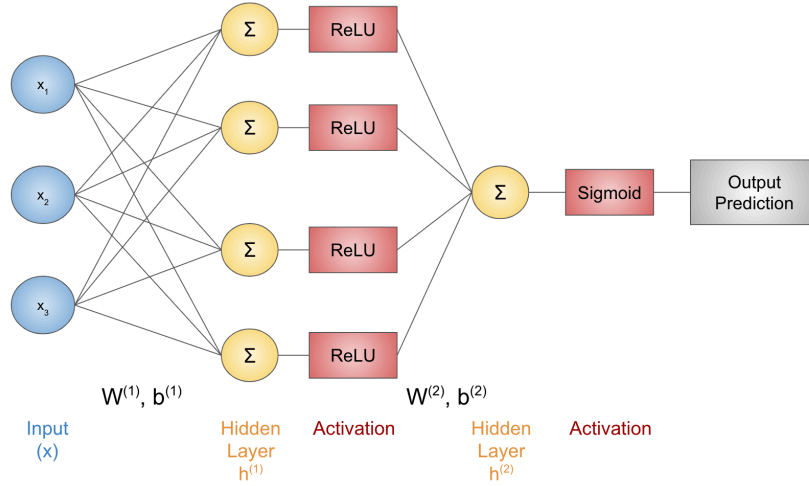 Σ
ReLU
x₁
Σ
ReLU
x₂
Σ
Sigmoid
Output
Prediction
Σ
ReLU
x₃
Σ
ReLU
W⁽¹⁾, b⁽¹⁾
W⁽²⁾, b⁽²⁾
Input
(x)
Hidden
Layer
h⁽¹⁾
Activation
Hidden
Layer
h⁽²⁾
Activation